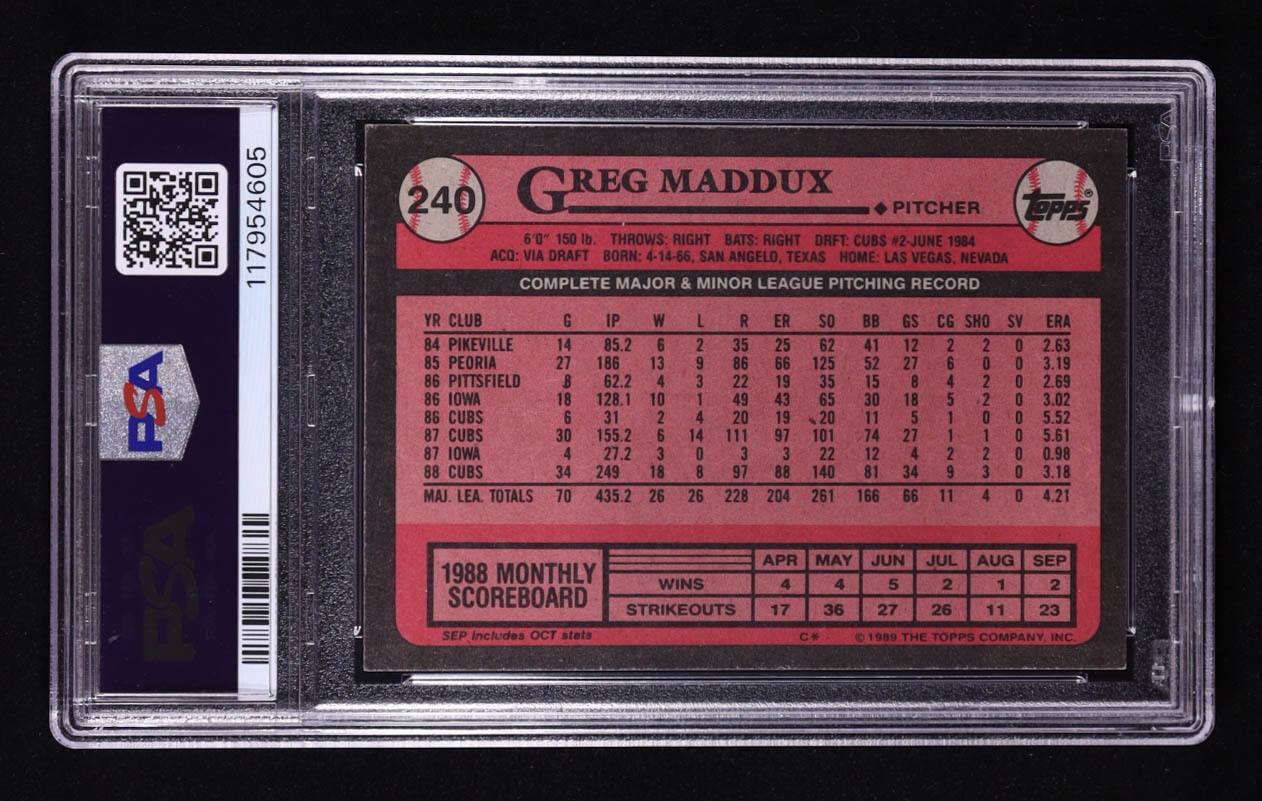 117954605
PSA
PSA
PSA
240
GREG MADDUX
PITCHER
topps®
6'0" 150 lb. THROWS: RIGHT BATS: RIGHT DRFT: CUBS #2-JUNE 1984
ACQ: VIA DRAFT BORN: 4-14-66, SAN ANGELO, TEXAS HOME: LAS VEGAS, NEVADA
COMPLETE MAJOR & MINOR LEAGUE PITCHING RECORD
YR CLUB G IP W L R ER SO BB GS CG SHO SV ERA
84 PIKEVILLE 14 85.2 6 2 35 25 62 41 12 2 2 0 2.63
85 PEORIA 27 186 13 9 86 66 125 52 27 6 0 0 3.19
86 PITTSFIELD 8 62.2 4 3 22 19 35 15 8 4 2 0 2.69
86 IOWA 18 128.1 10 1 49 43 65 30 18 5 2 0 3.02
86 CUBS 6 31 2 4 20 19 20 11 5 1 0 0 5.52
87 CUBS 30 155.2 6 14 111 97 101 74 27 1 1 0 5.61
87 IOWA 4 27.2 3 0 3 3 22 12 4 2 2 0 0.98
88 CUBS 34 249 18 8 97 88 140 81 34 9 3 0 3.18
MAJ. LEA. TOTALS 70 435.2 26 26 228 204 261 166 66 11 4 0 4.21
1988 MONTHLY
SCOREBOARD
APR MAY JUN JUL AUG SEP
WINS 4 4 5 2 1 2
STRIKEOUTS 17 36 27 26 11 23
SEP includes OCT stats
C* © 1989 THE TOPPS COMPANY, INC.